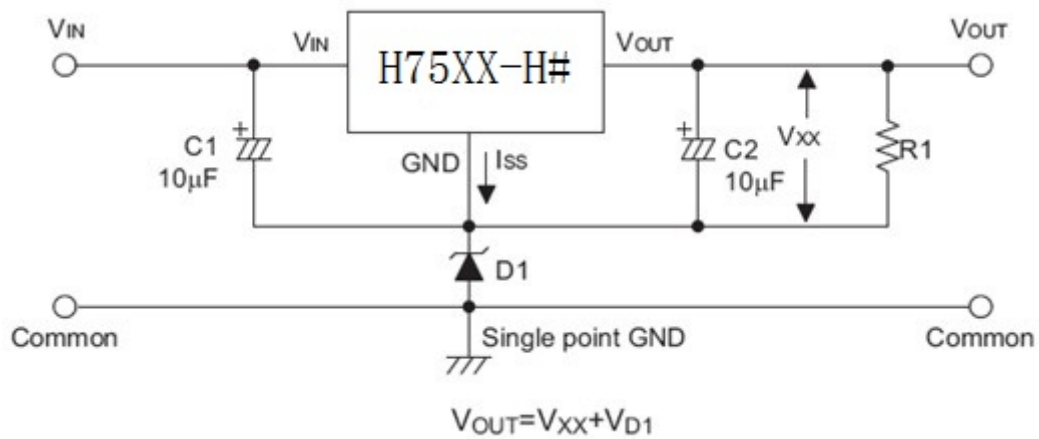 VIN
VIN
H75XX-H#
VOUT
VOUT
+
C1
10μF
GND
ISS
+
C2
10μF
VXX
R1
D1
Common
Single point GND
Common
VOUT=VXX+VD1